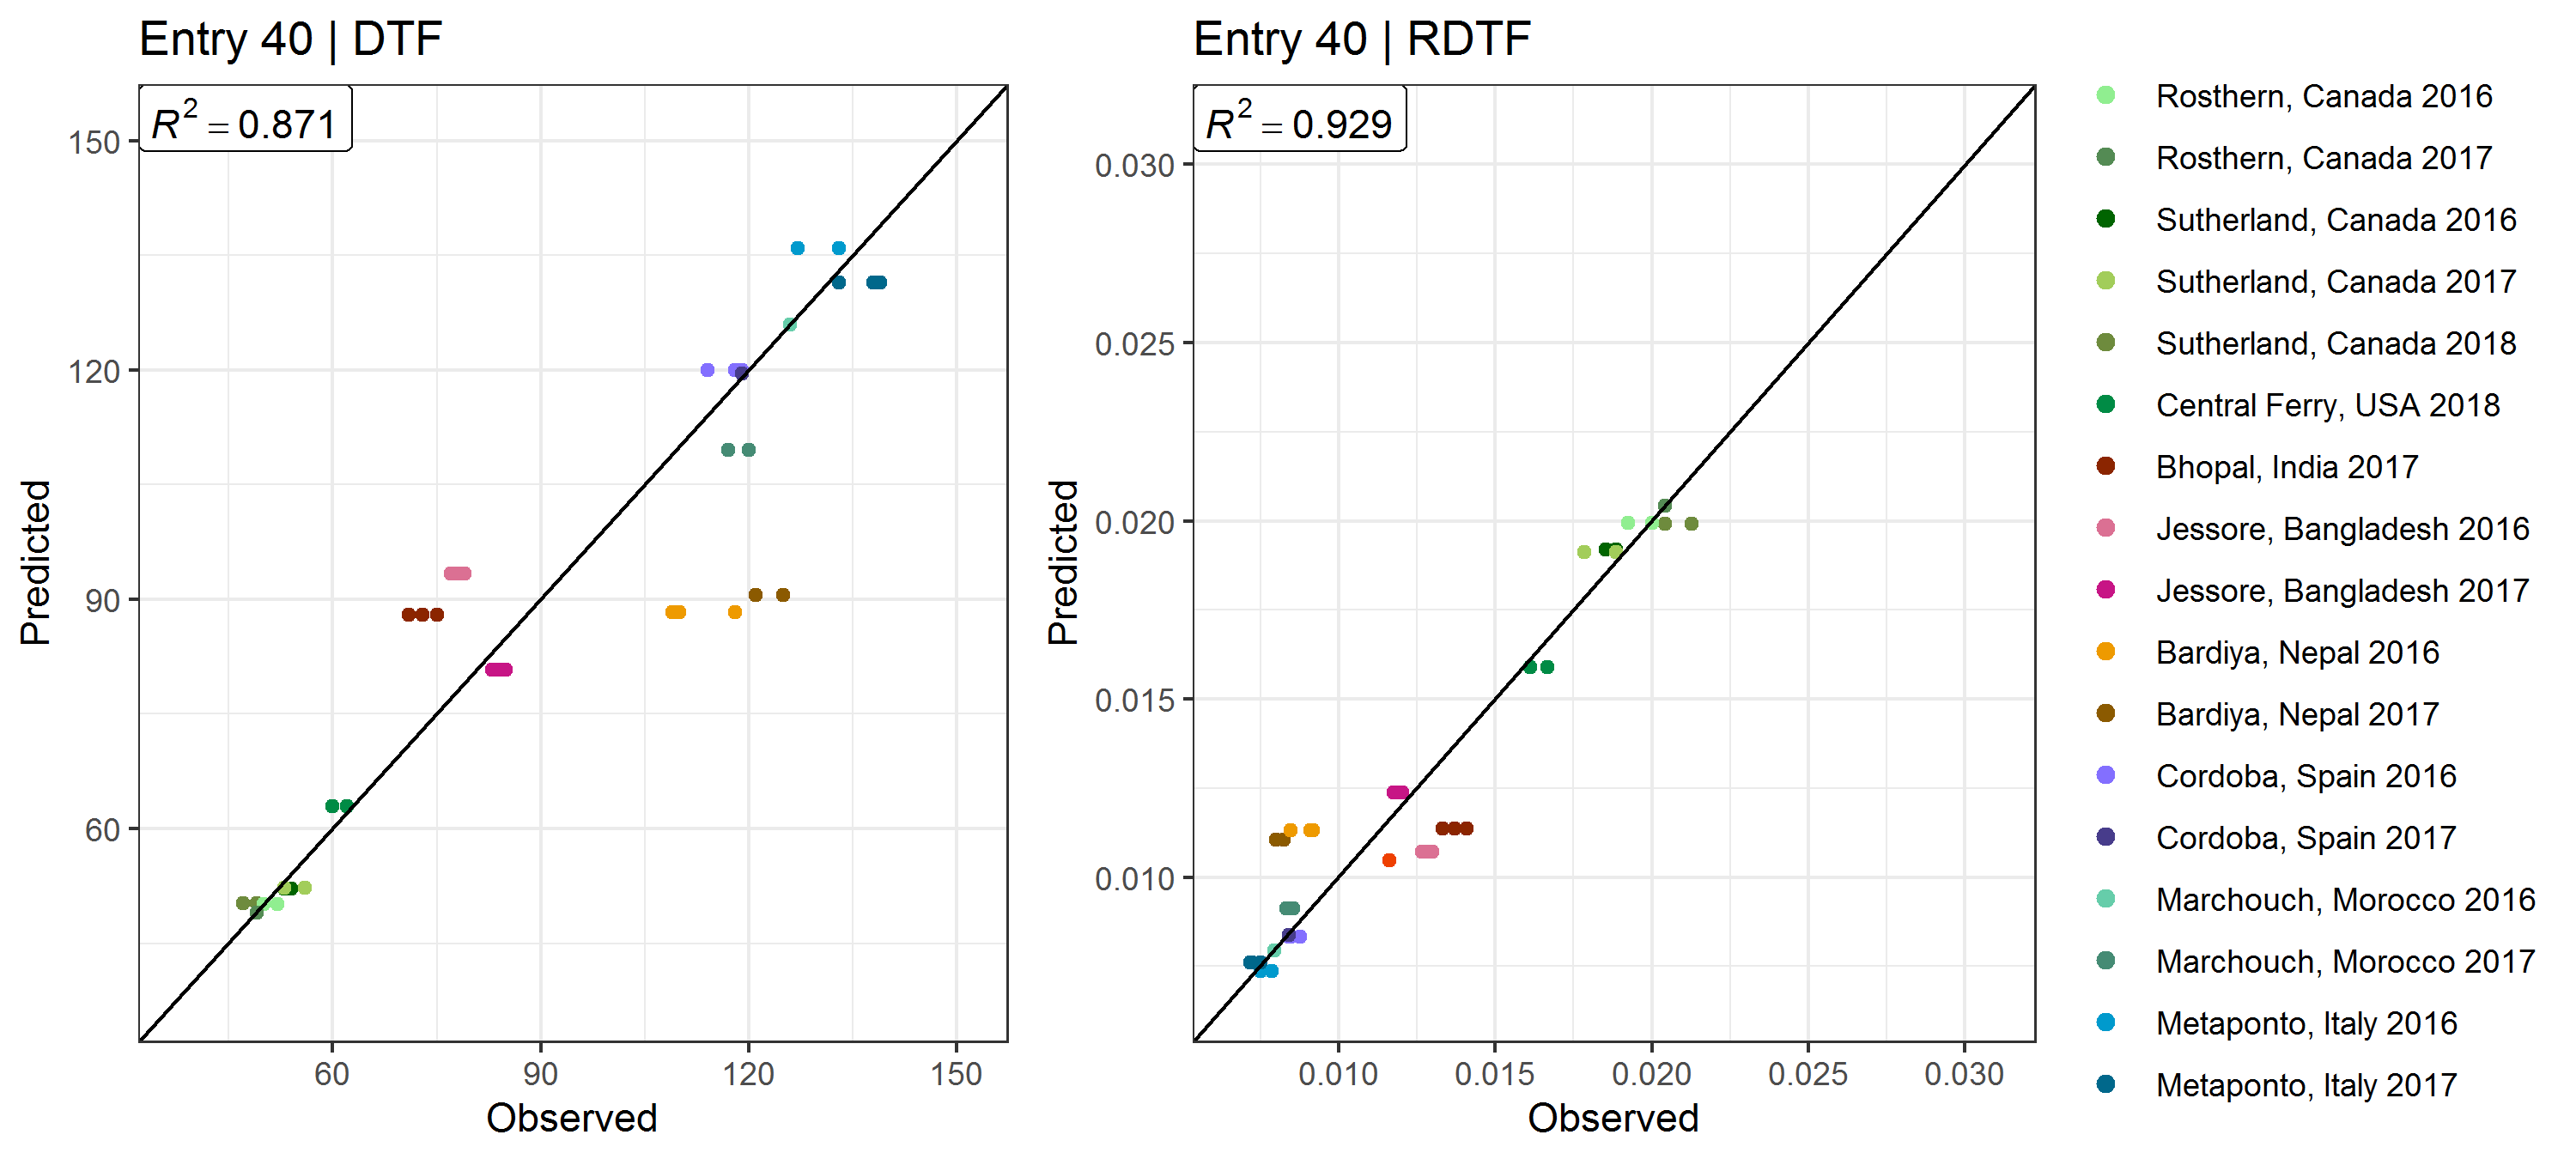 Entry 40 | DTF
R² = 0.871
150
120
90
60
Predicted
60 90 120 150
Observed
Entry 40 | RDTF
R² = 0.929
0.030
0.025
0.020
0.015
0.010
Predicted
0.010 0.015 0.020 0.025 0.030
Observed
Rosthern, Canada 2016
Rosthern, Canada 2017
Sutherland, Canada 2016
Sutherland, Canada 2017
Sutherland, Canada 2018
Central Ferry, USA 2018
Bhopal, India 2017
Jessore, Bangladesh 2016
Jessore, Bangladesh 2017
Bardiya, Nepal 2016
Bardiya, Nepal 2017
Cordoba, Spain 2016
Cordoba, Spain 2017
Marchouch, Morocco 2016
Marchouch, Morocco 2017
Metaponto, Italy 2016
Metaponto, Italy 2017